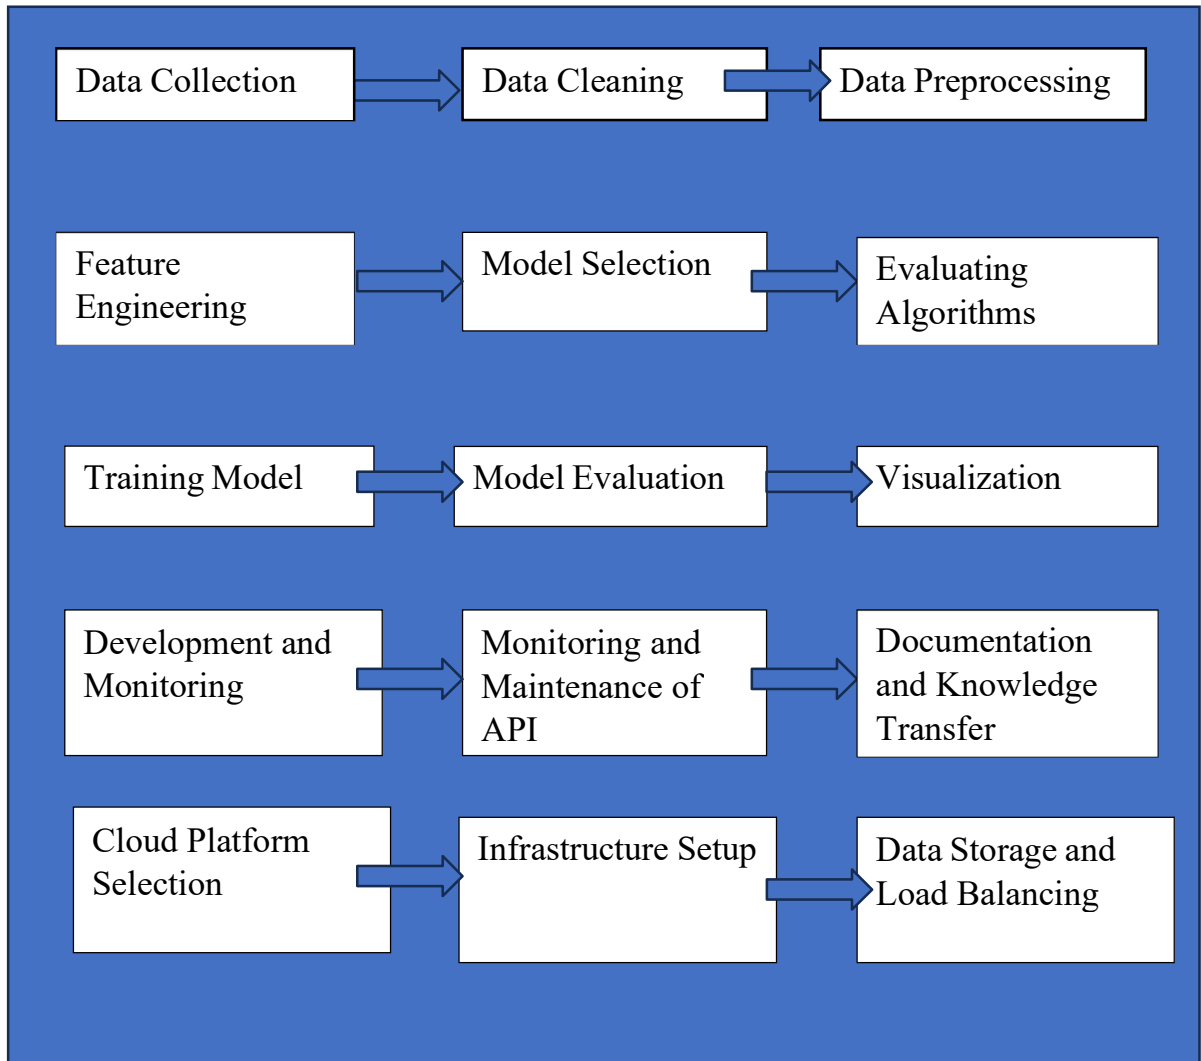 Data Collection
Data Cleaning
Data Preprocessing
Feature
Engineering
Model Selection
Evaluating
Algorithms
Training Model
Model Evaluation
Visualization
Development and
Monitoring
Monitoring and
Maintenance of
API
Documentation
and Knowledge
Transfer
Cloud Platform
Selection
Infrastructure Setup
Data Storage and
Load Balancing